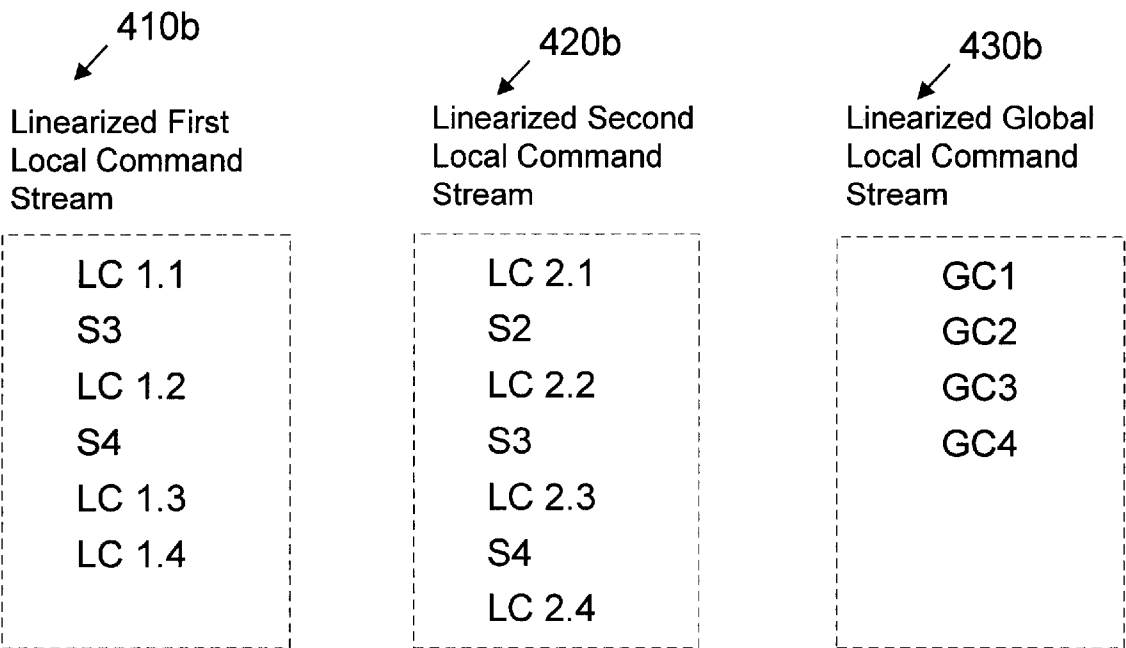 410b
Linearized First
Local Command
Stream
LC 1.1
S3
LC 1.2
S4
LC 1.3
LC 1.4
420b
Linearized Second
Local Command
Stream
LC 2.1
S2
LC 2.2
S3
LC 2.3
S4
LC 2.4
430b
Linearized Global
Local Command
Stream
GC1
GC2
GC3
GC4